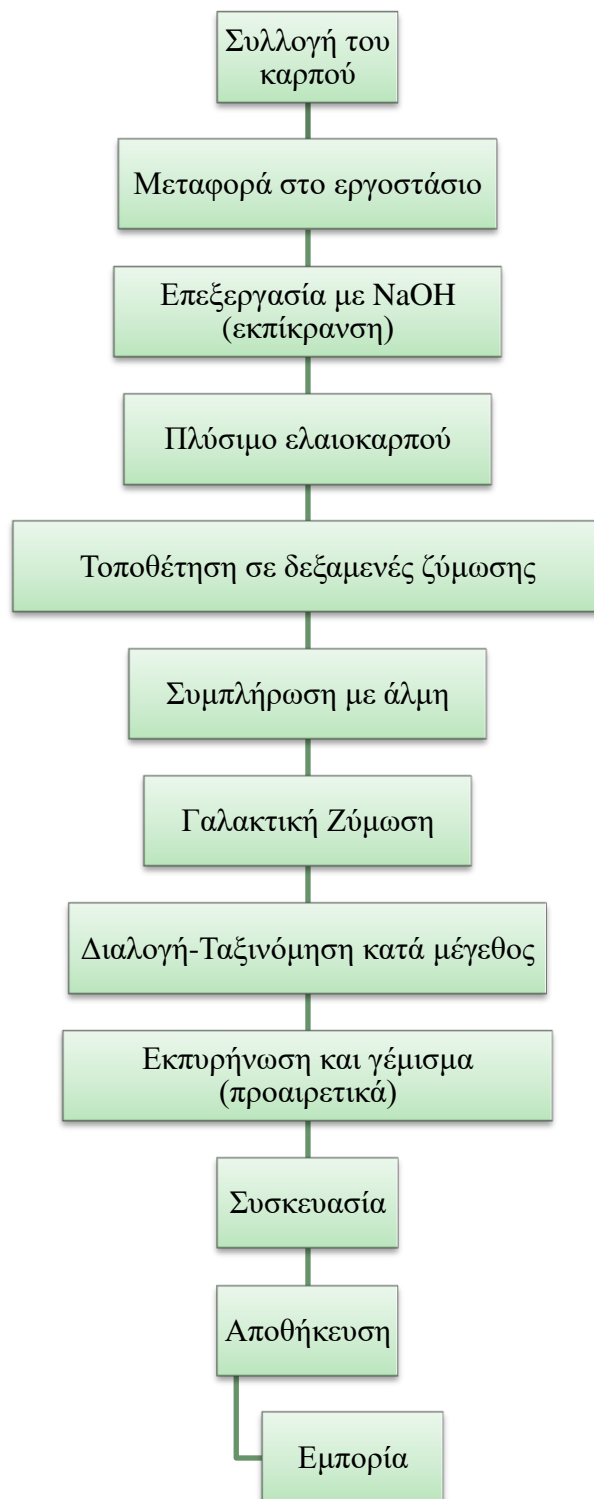 Συλλογή του
καρπού
Μεταφορά στο εργοστάσιο
Επεξεργασία με NaOH
(εκπίκρανση)
Πλύσιμο ελαιοκαρπού
Τοποθέτηση σε δεξαμενές ζύμωσης
Συμπλήρωση με άλμη
Γαλακτική Ζύμωση
Διαλογή-Ταξινόμηση κατά μέγεθος
Εκπυρήνωση και γέμισμα
(προαιρετικά)
Συσκευασία
Αποθήκευση
Εμπορία